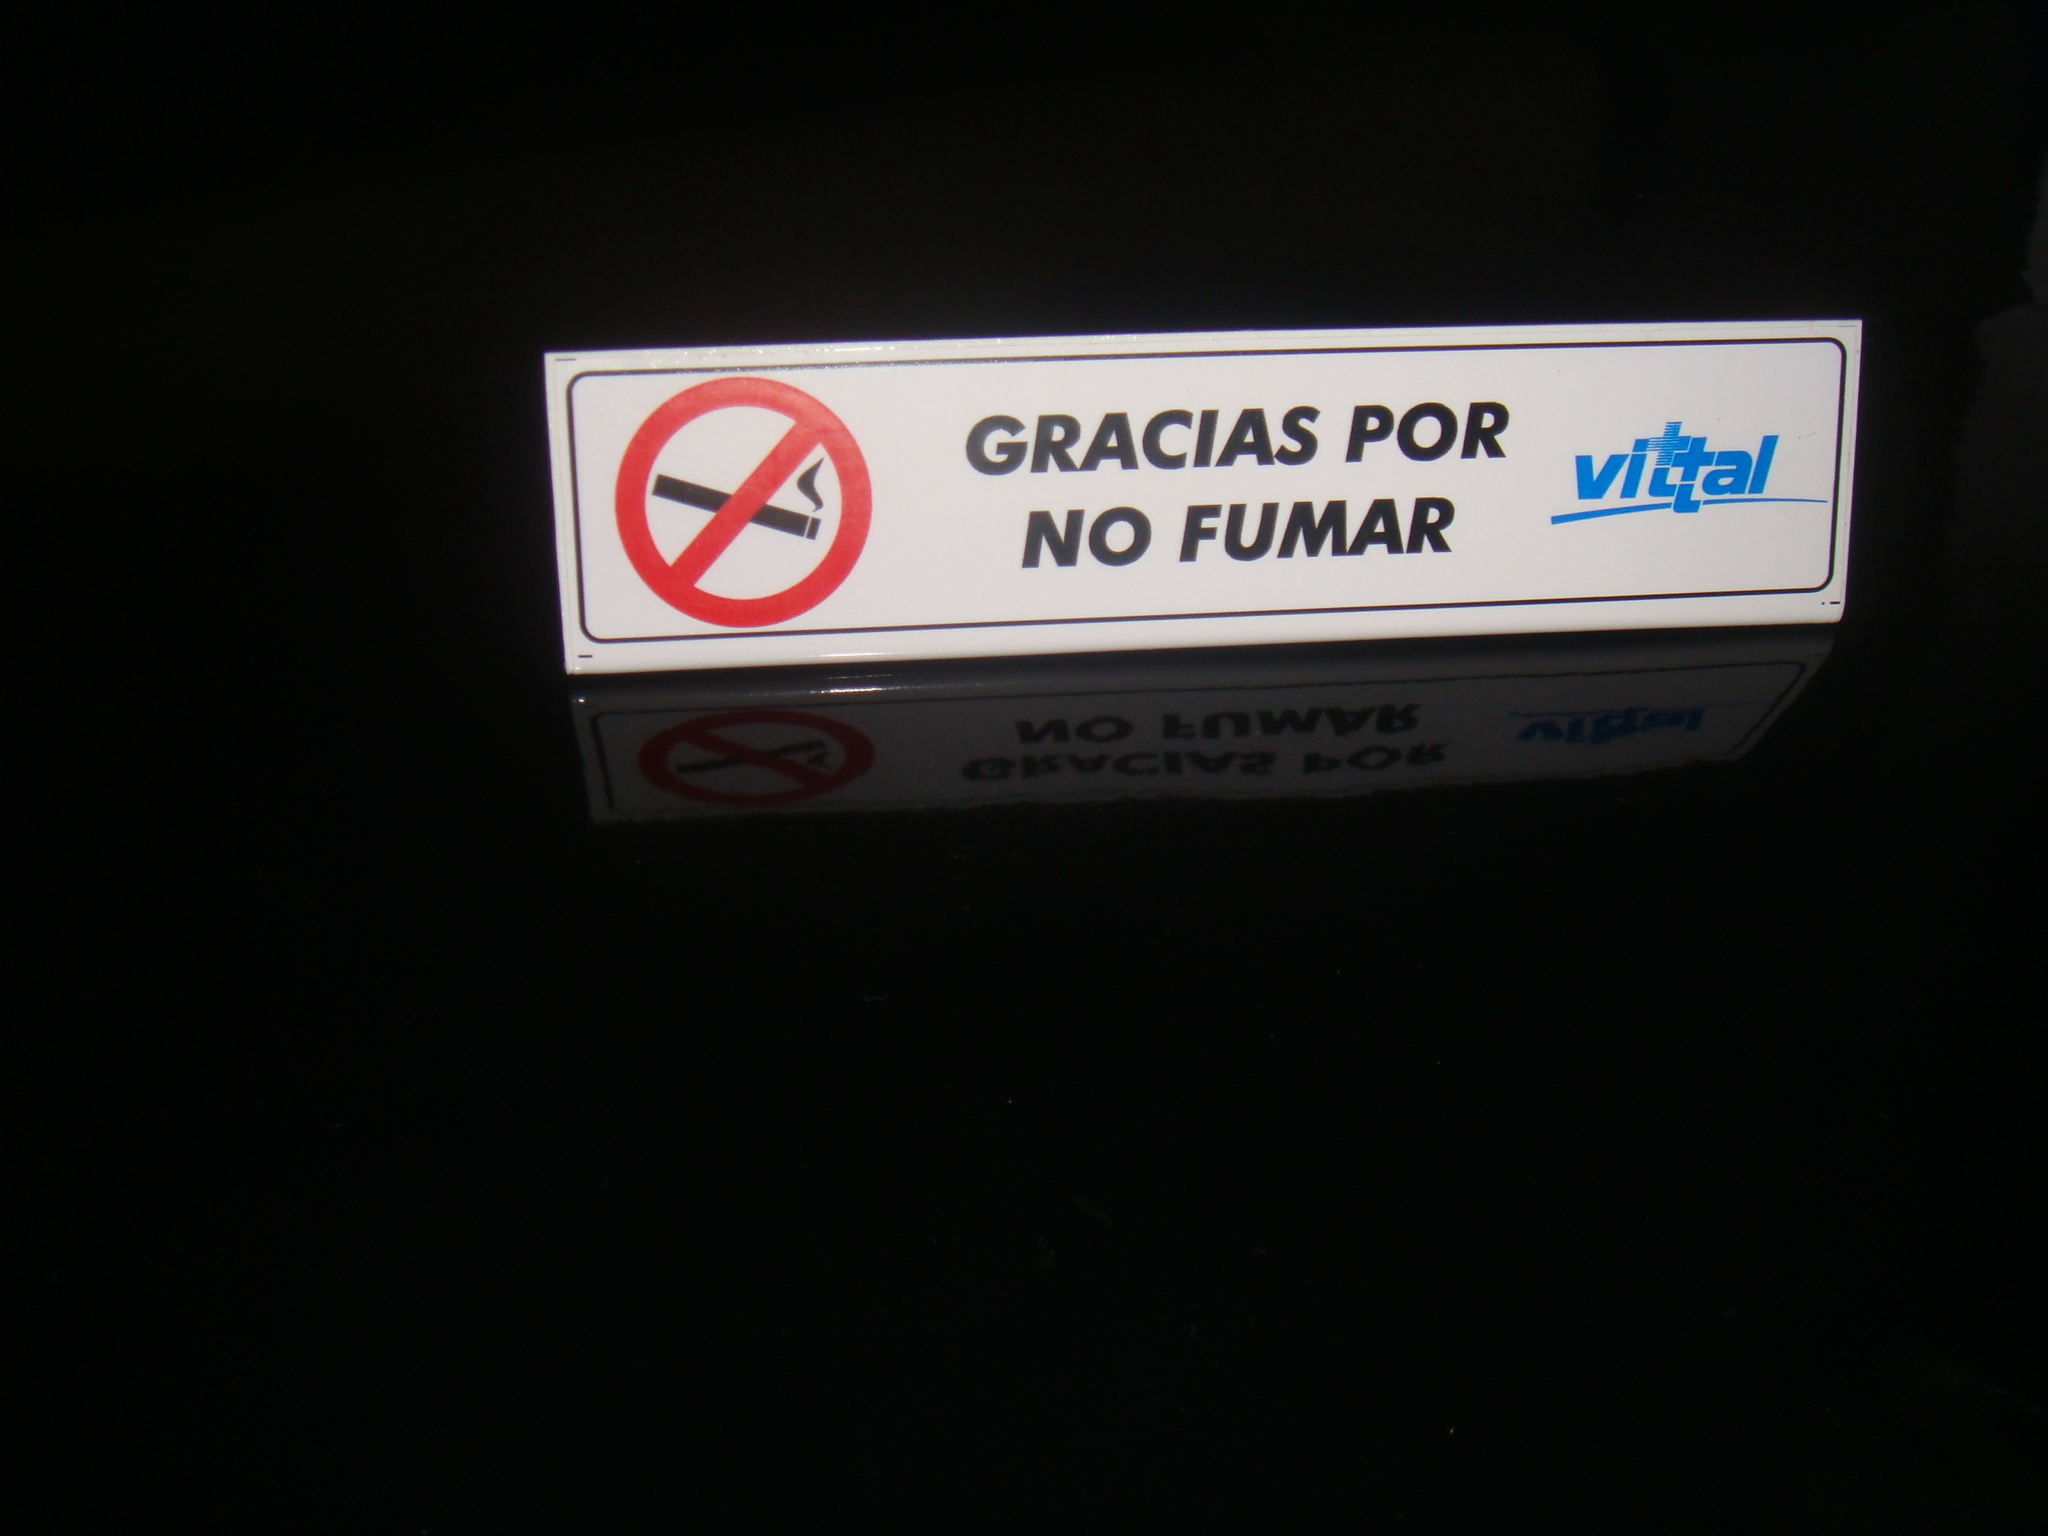 GRACIAS POR
NO FUMAR
vittal